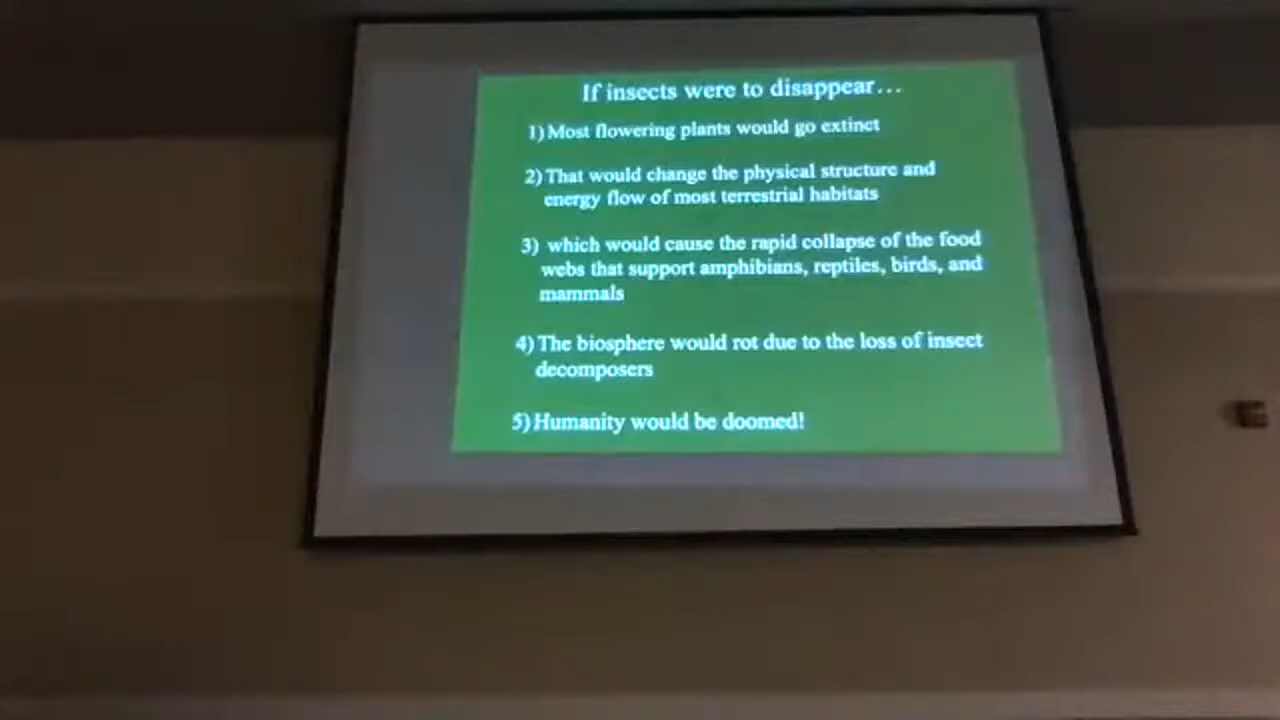 If insects were to disappear…
1) Most flowering plants would go extinct
2) That would change the physical structure and
energy flow of most terrestrial habitats
3) which would cause the rapid collapse of the food
webs that support amphibians, reptiles, birds, and
mammals
4) The biosphere would rot due to the loss of insect
decomposers
5) Humanity would be doomed!